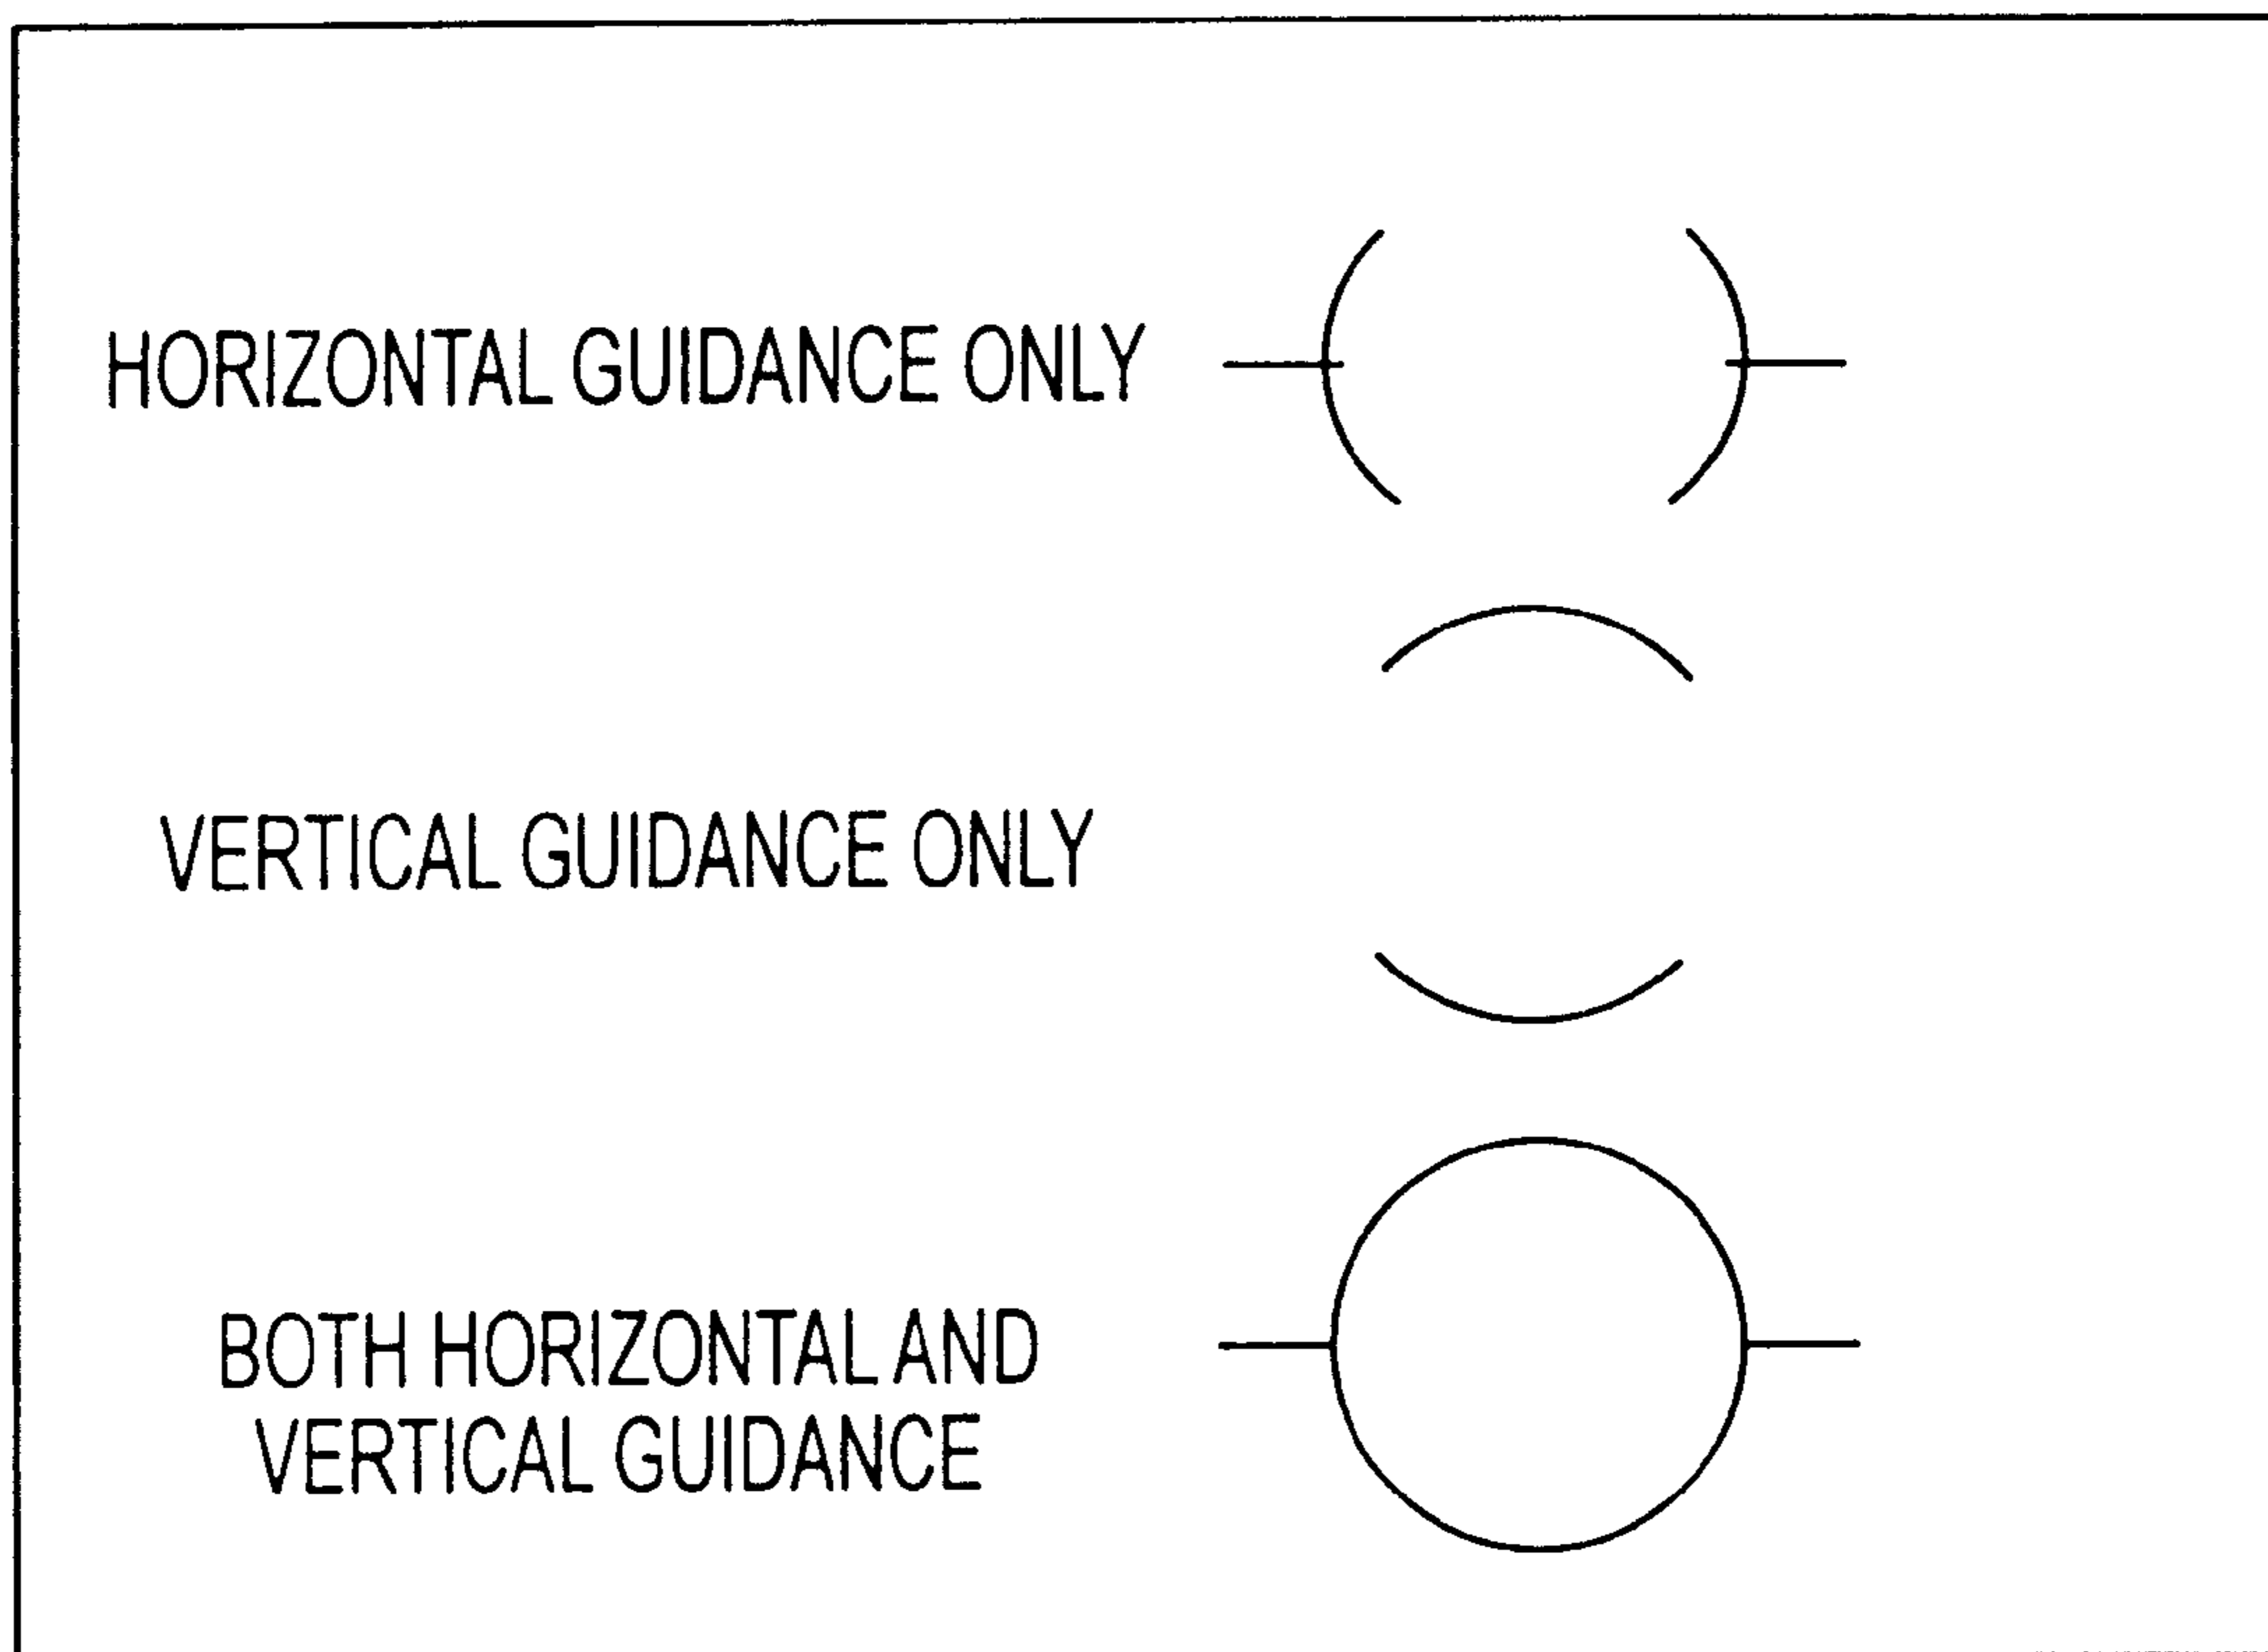 HORIZONTAL GUIDANCE ONLY
VERTICAL GUIDANCE ONLY
BOTH HORIZONTAL AND
VERTICAL GUIDANCE